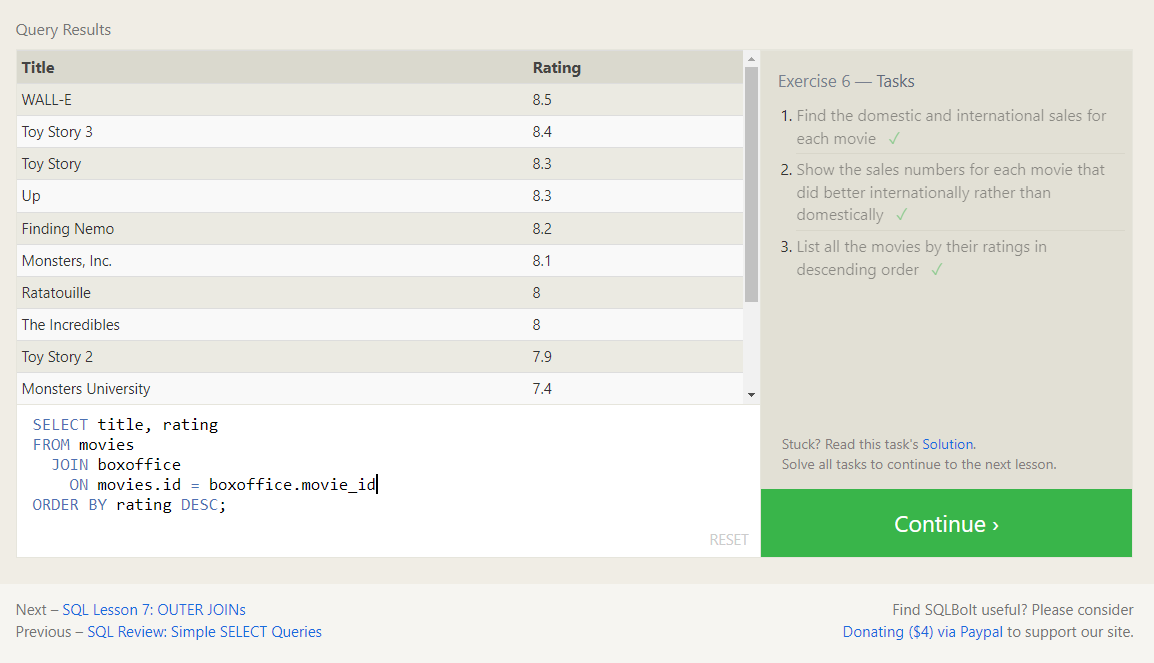 Query Results
Title Rating
WALL-E 8.5
Toy Story 3 8.4
Toy Story 8.3
Up 8.3
Finding Nemo 8.2
Monsters, Inc. 8.1
Ratatouille 8
The Incredibles 8
Toy Story 2 7.9
Monsters University 7.4
SELECT title, rating
FROM movies
  JOIN boxoffice
    ON movies.id = boxoffice.movie_id
ORDER BY rating DESC;
RESET
Exercise 6 — Tasks
1. Find the domestic and international sales for
each movie ✓
2. Show the sales numbers for each movie that
did better internationally rather than
domestically ✓
3. List all the movies by their ratings in
descending order ✓
Stuck? Read this task's Solution.
Solve all tasks to continue to the next lesson.
Continue ›
Next – SQL Lesson 7: OUTER JOINs
Previous – SQL Review: Simple SELECT Queries
Find SQLBolt useful? Please consider
Donating ($4) via Paypal to support our site.